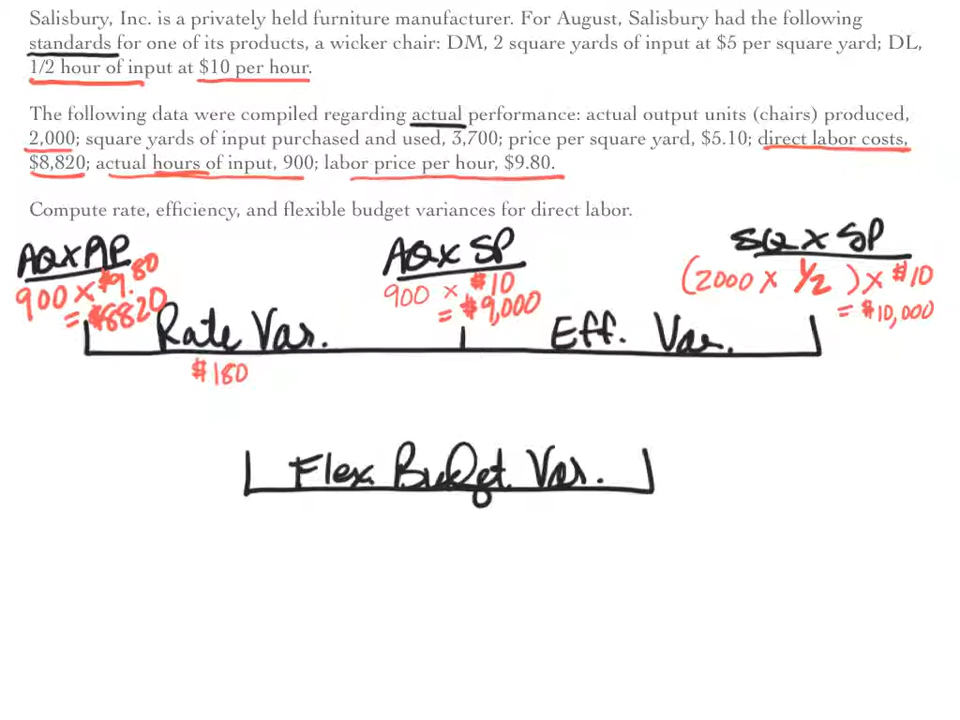 Salisbury, Inc. is a privately held furniture manufacturer. For August, Salisbury had the following
standards for one of its products, a wicker chair: DM, 2 square yards of input at $5 per square yard; DL,
1/2 hour of input at $10 per hour.
The following data were compiled regarding actual performance: actual output units (chairs) produced,
2,000; square yards of input purchased and used, 3,700; price per square yard, $5.10; direct labor costs,
$8,820; actual hours of input, 900; labor price per hour, $9.80.
Compute rate, efficiency, and flexible budget variances for direct labor.
AQ x AP
900 x $9.80
= $8820
AQ x SP
900 x $10
= $9,000
SQ x SP
(2000 x 1/2) x $10
= $10,000
Rate Var.
Eff. Var.
$180
Flex Budget Var.